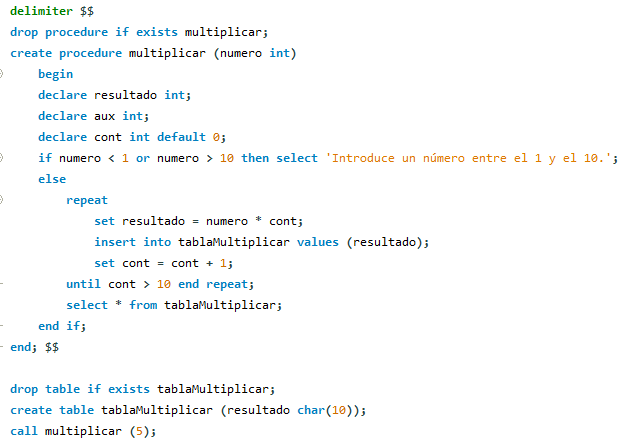 delimiter $$
drop procedure if exists multiplicar;
create procedure multiplicar (numero int)
begin
declare resultado int;
declare aux int;
declare cont int default 0;
if numero < 1 or numero > 10 then select 'Introduce un número entre el 1 y el 10.';
else
repeat
set resultado = numero * cont;
insert into tablaMultiplicar values (resultado);
set cont = cont + 1;
until cont > 10 end repeat;
select * from tablaMultiplicar;
end if;
end; $$
drop table if exists tablaMultiplicar;
create table tablaMultiplicar (resultado char(10));
call multiplicar (5);